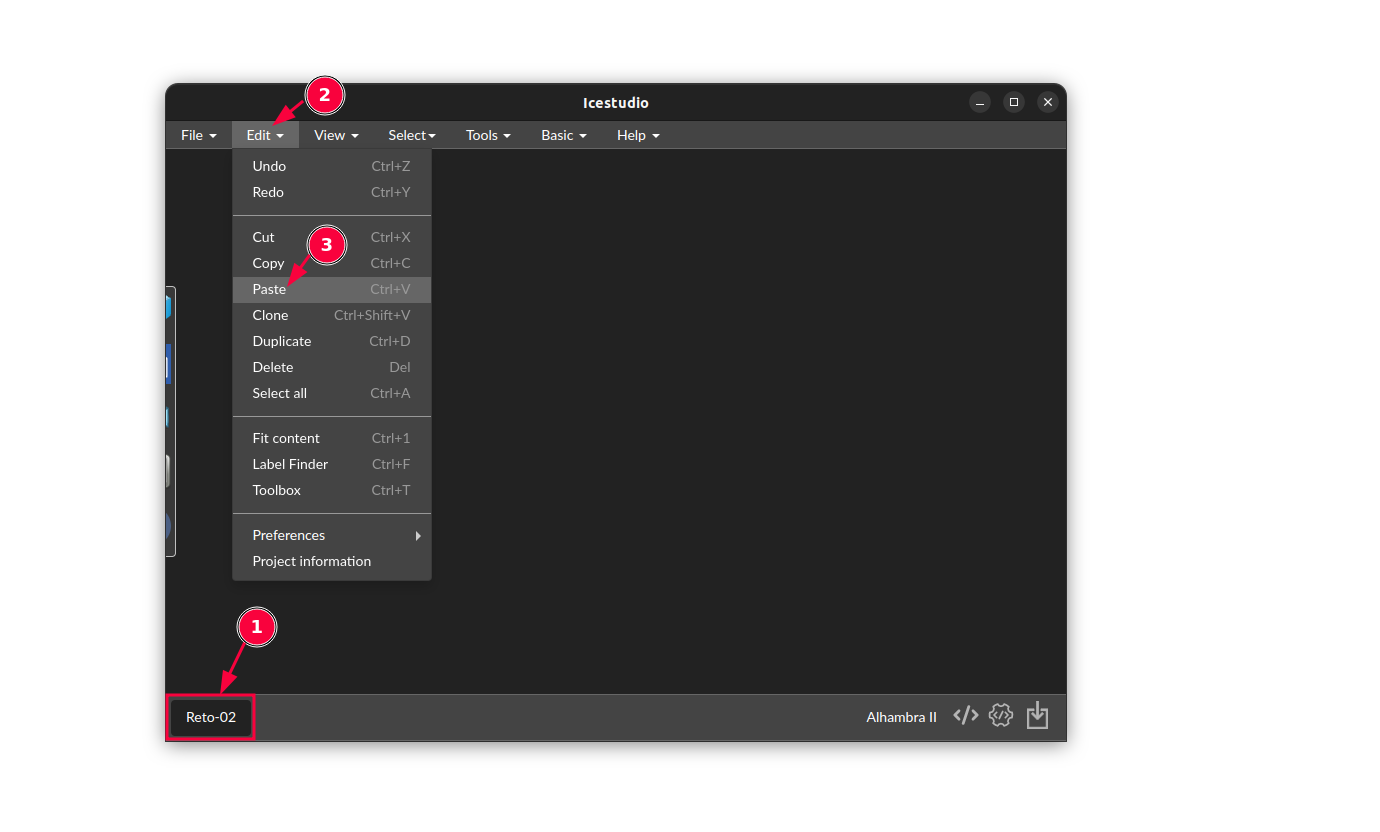 2
Icestudio
File Edit View Select Tools Basic Help
Undo Ctrl+Z
Redo Ctrl+Y
Cut Ctrl+X
3
Copy Ctrl+C
Paste Ctrl+V
Clone Ctrl+Shift+V
Duplicate Ctrl+D
Delete Del
Select all Ctrl+A
Fit content Ctrl+1
Label Finder Ctrl+F
Toolbox Ctrl+T
Preferences
Project information
1
Reto-02 Alhambra II </> </>